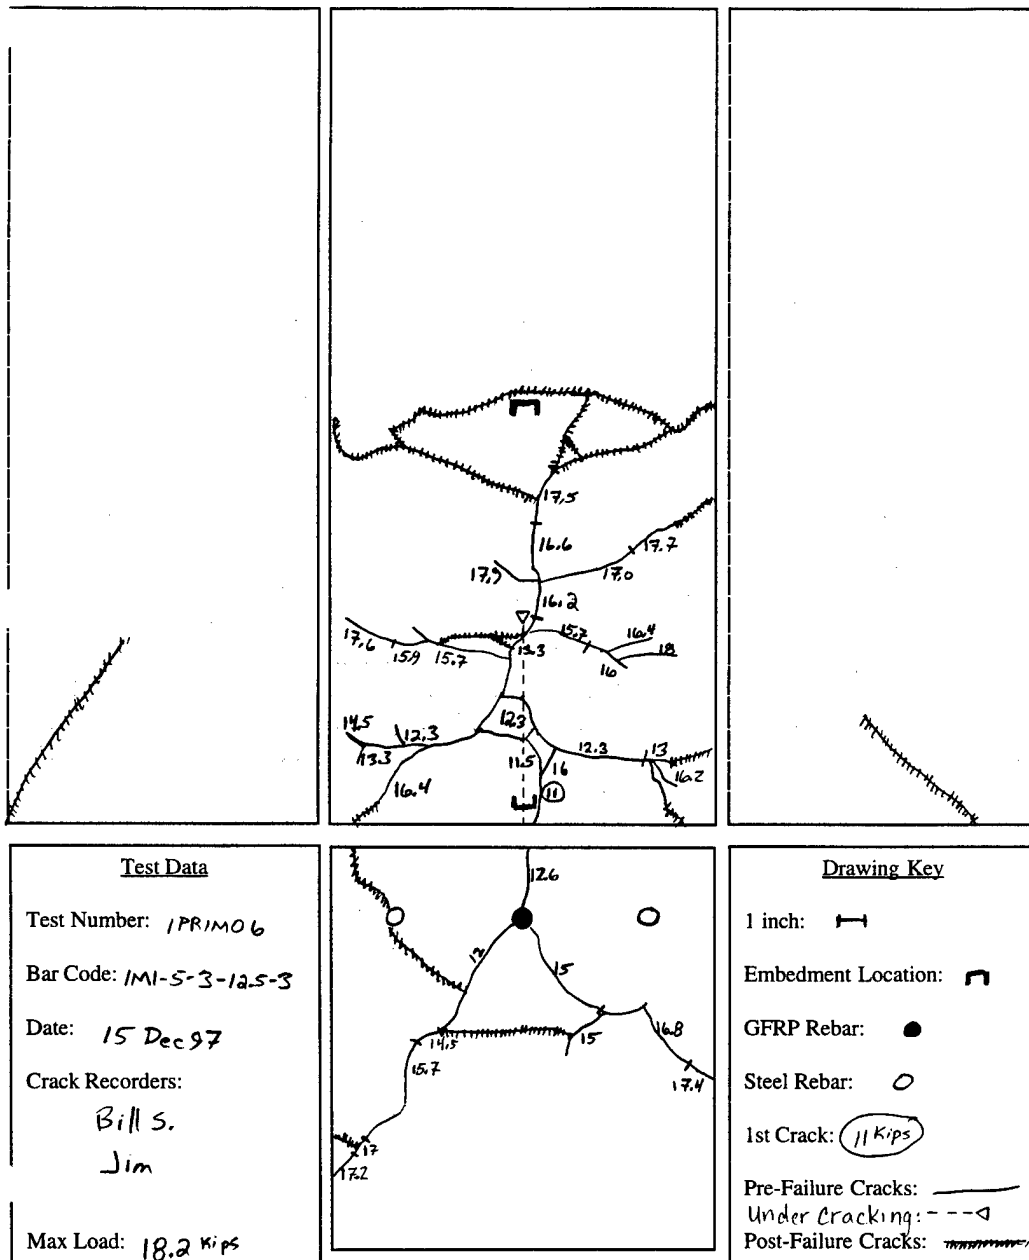 17.5
16.6
17.7
17.9
17.0
16.2
17.6
15.9
15.7
13.3
15.7
16.4
16
18
14.5
13.3
12.3
12.3
11.5
16
12.3
13
16.2
16.4
11
Test Data
Test Number: 1PRIM06
Bar Code: 1M1-5-3-12.5-3
Date: 15 Dec 97
Crack Recorders:
Bill S.
Jim
Max Load: 18.2 Kips
12.6
12
15
14.5
15
16.8
15.7
17.4
17
17.2
Drawing Key
1 inch:
Embedment Location:
GFRP Rebar:
Steel Rebar:
1st Crack: 11 Kips
Pre-Failure Cracks:
Under Cracking:
Post-Failure Cracks: